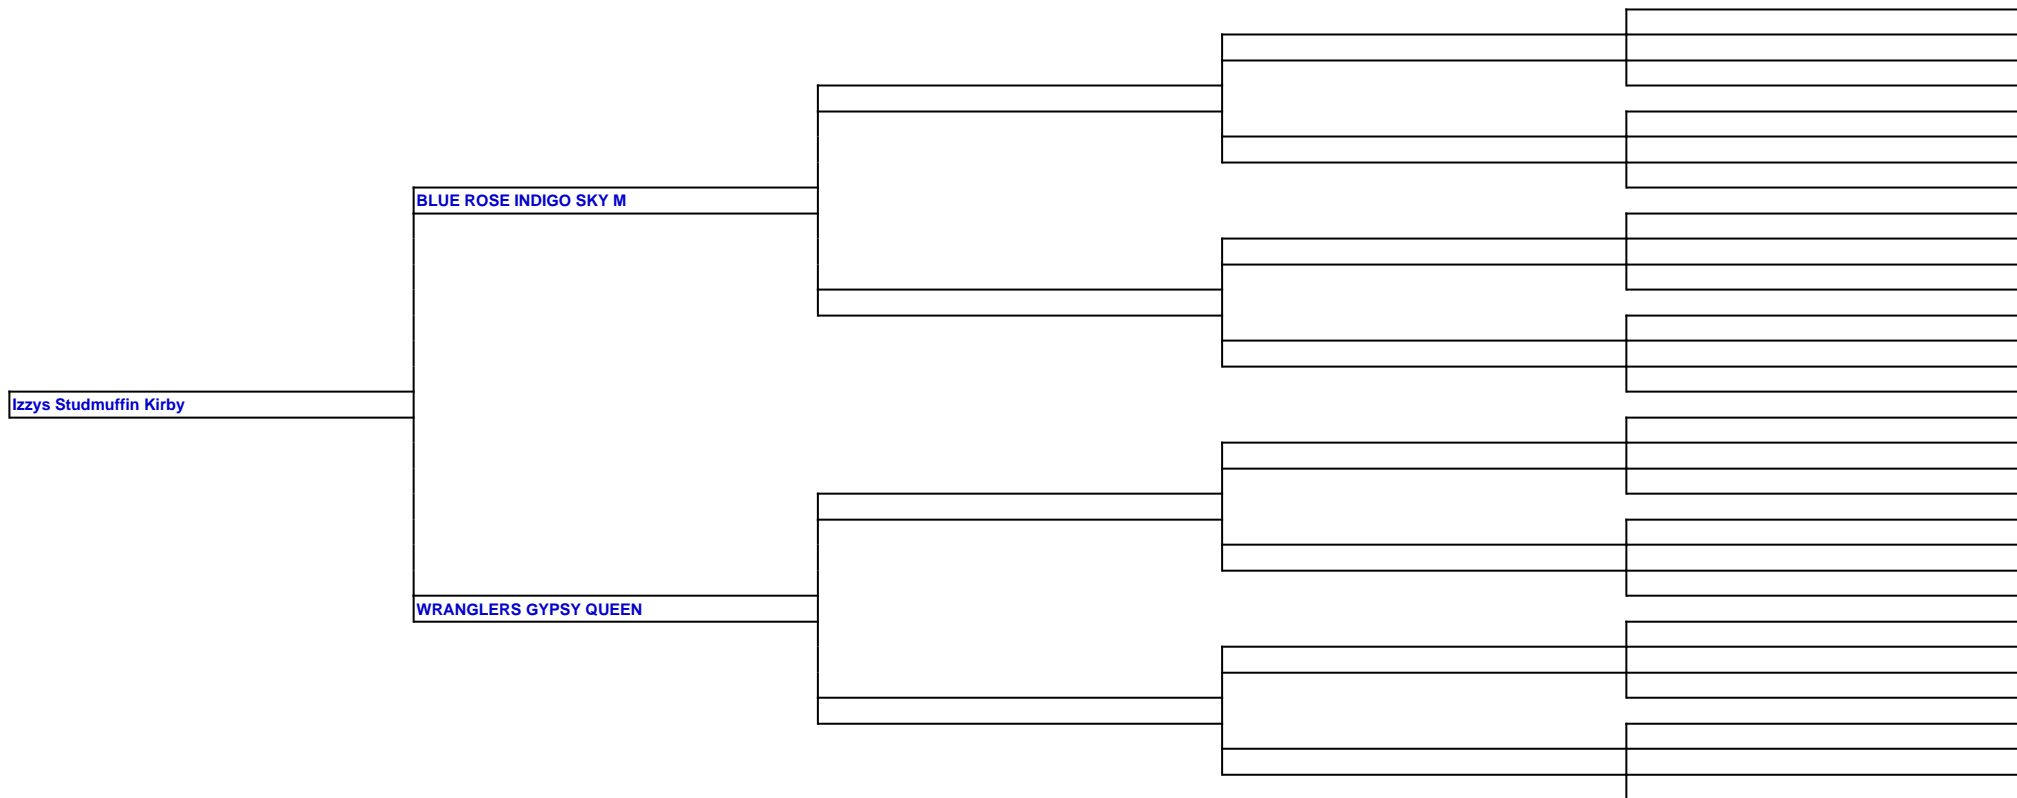 BLUE ROSE INDIGO SKY M
Izzys Studmuffin Kirby
WRANGLERS GYPSY QUEEN